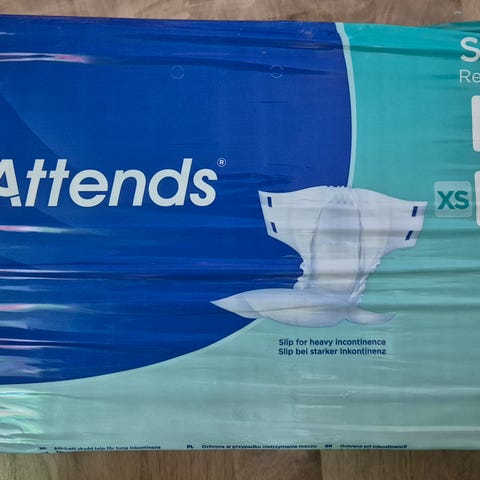 S
Re
Attends®
XS
Slip for heavy incontinence
Slip bei starker Inkontinenz
PL Ochrona w przypadku nietrzymania moczu SK Ochrana pri inkontinencii